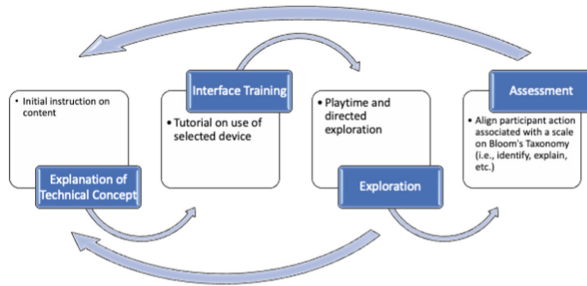 Interface Training
Assessment
• Initial instruction on
content
• Tutorial on use of
selected device
• Playtime and
directed
exploration
• Align participant action
associated with a scale
on Bloom's Taxonomy
(i.e., identify, explain,
etc.)
Explanation of
Technical Concept
Exploration